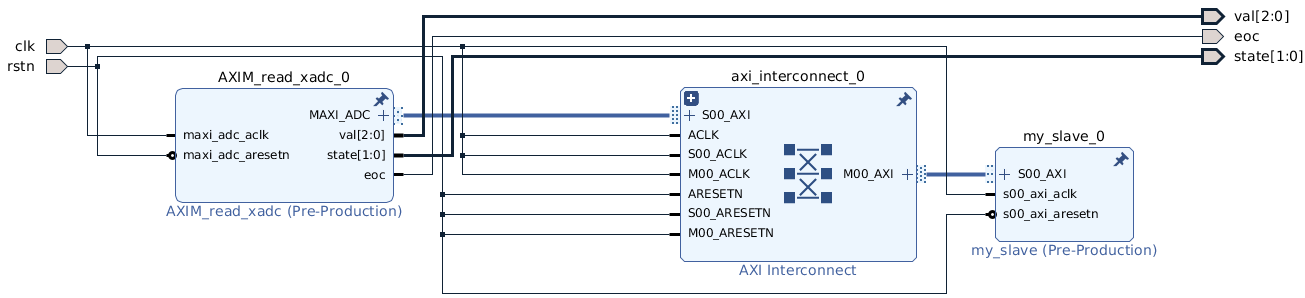 val[2:0]
eoc
state[1:0]
clk
rstn
AXIM_read_xadc_0
MAXI_ADC
maxi_adc_aclk
val[2:0]
maxi_adc_aresetn
state[1:0]
eoc
AXIM_read_xadc (Pre-Production)
axi_interconnect_0
S00_AXI
ACLK
S00_ACLK
M00_ACLK
M00_AXI
ARESETN
S00_ARESETN
M00_ARESETN
AXI Interconnect
my_slave_0
S00_AXI
s00_axi_aclk
s00_axi_aresetn
my_slave (Pre-Production)